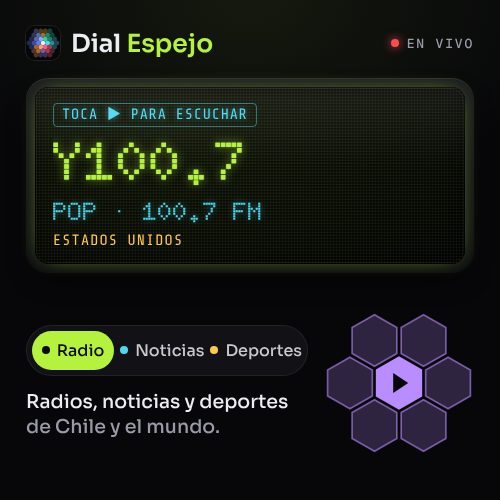 Dial Espejo
EN VIVO
TOCA ▶ PARA ESCUCHAR
Y100.7
POP · 100.7 FM
ESTADOS UNIDOS
Radio
Noticias
Deportes
Radios, noticias y deportes
de Chile y el mundo.